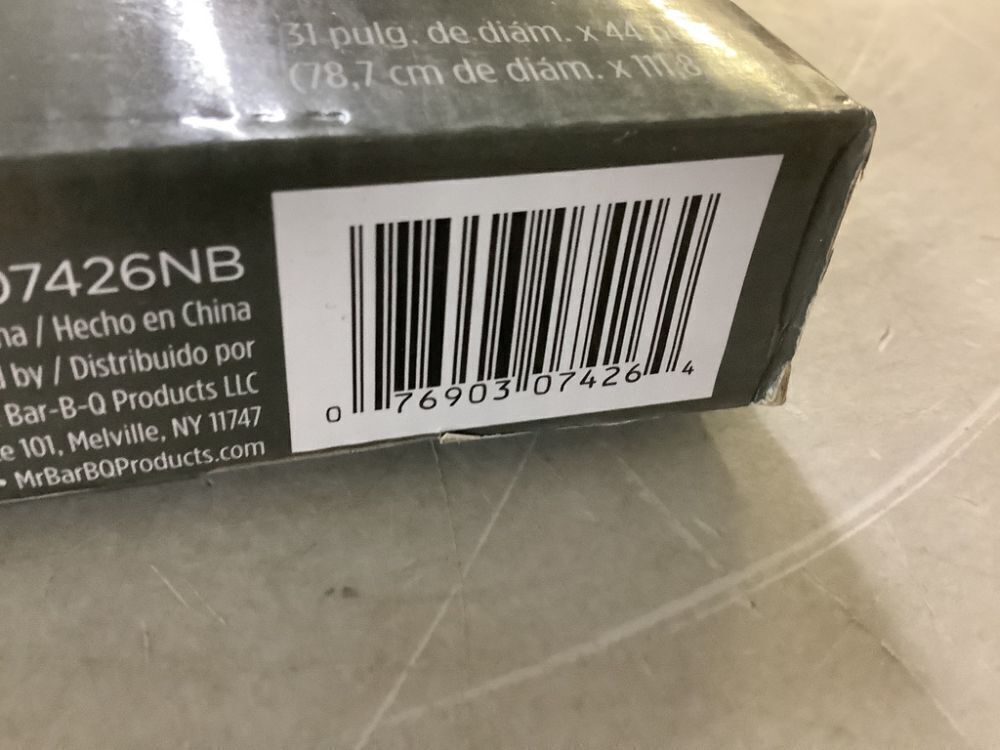 31 pulg. de diám. x 44
(78,7 cm de diám. x 111,8
07426NB
/ Hecho en China
by / Distribuido por
Bar-B-Q Products LLC
101, Melville, NY 11747
• MrBarBQProducts.com
0 76903 07426 4